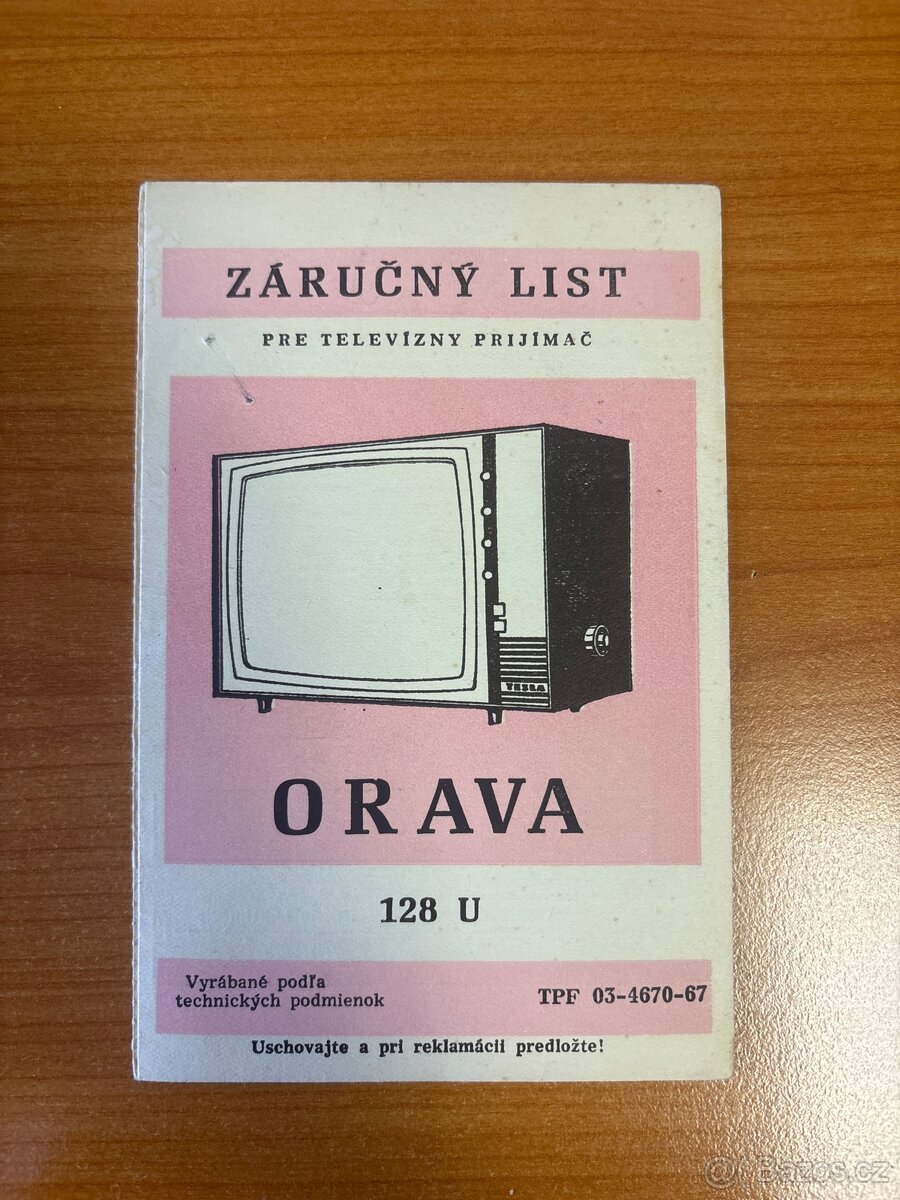 ZÁRUČNÝ LIST
PRE TELEVÍZNY PRIJÍMAČ
TESLA
ORAVA
128 U
Vyrábané podľa
technických podmienok
TPF 03-4670-67
Uschovajte a pri reklamácii predložte!
@ Bazos.cz